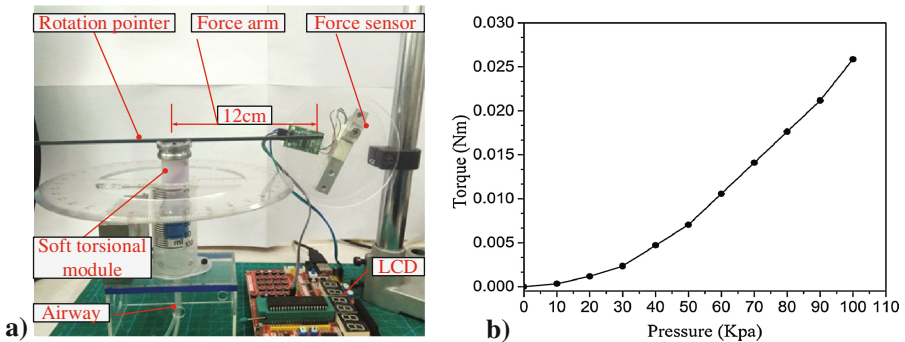 Rotation pointer
Force arm
Force sensor
12cm
Soft torsional
module
ml
100
LCD
Airway
a)
Torque (Nm)
0.030
0.025
0.020
0.015
0.010
0.005
0.000
0 10 20 30 40 50 60 70 80 90 100 110
Pressure (Kpa)
b)